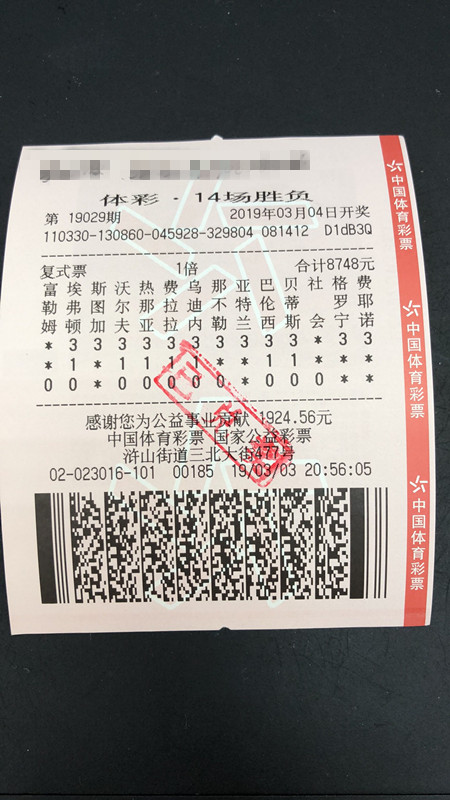 体彩·14场胜负
第 19029期 2019年03月04日开奖
110330-130860-045928-329804 081412 D1dB3Q
复式票 1倍 合计8748元
富 埃 斯 沃 热 费 乌 那 亚 巴 贝 社 格 费
勒 弗 图 尔 那 拉 迪 不 特 伦 蒂 罗 耶
姆 顿 加 夫 亚 拉 内 勒 兰 西 斯 会 宁 诺
* 3 3 3 3 3 3 3 3 3 3 * 3 3
* 1 * 1 1 1 1 * * 1 1 * * *
0 0 * 0 0 0 0 0 * 0 0 0 * *
感谢您为公益事业贡献 1924.56元
中国体育彩票 国家公益彩票
浒山街道三北大街477号
02-023016-101 00185 19/03/03 20:56:05
中国体育彩票
中国体育彩票
中国体育彩票